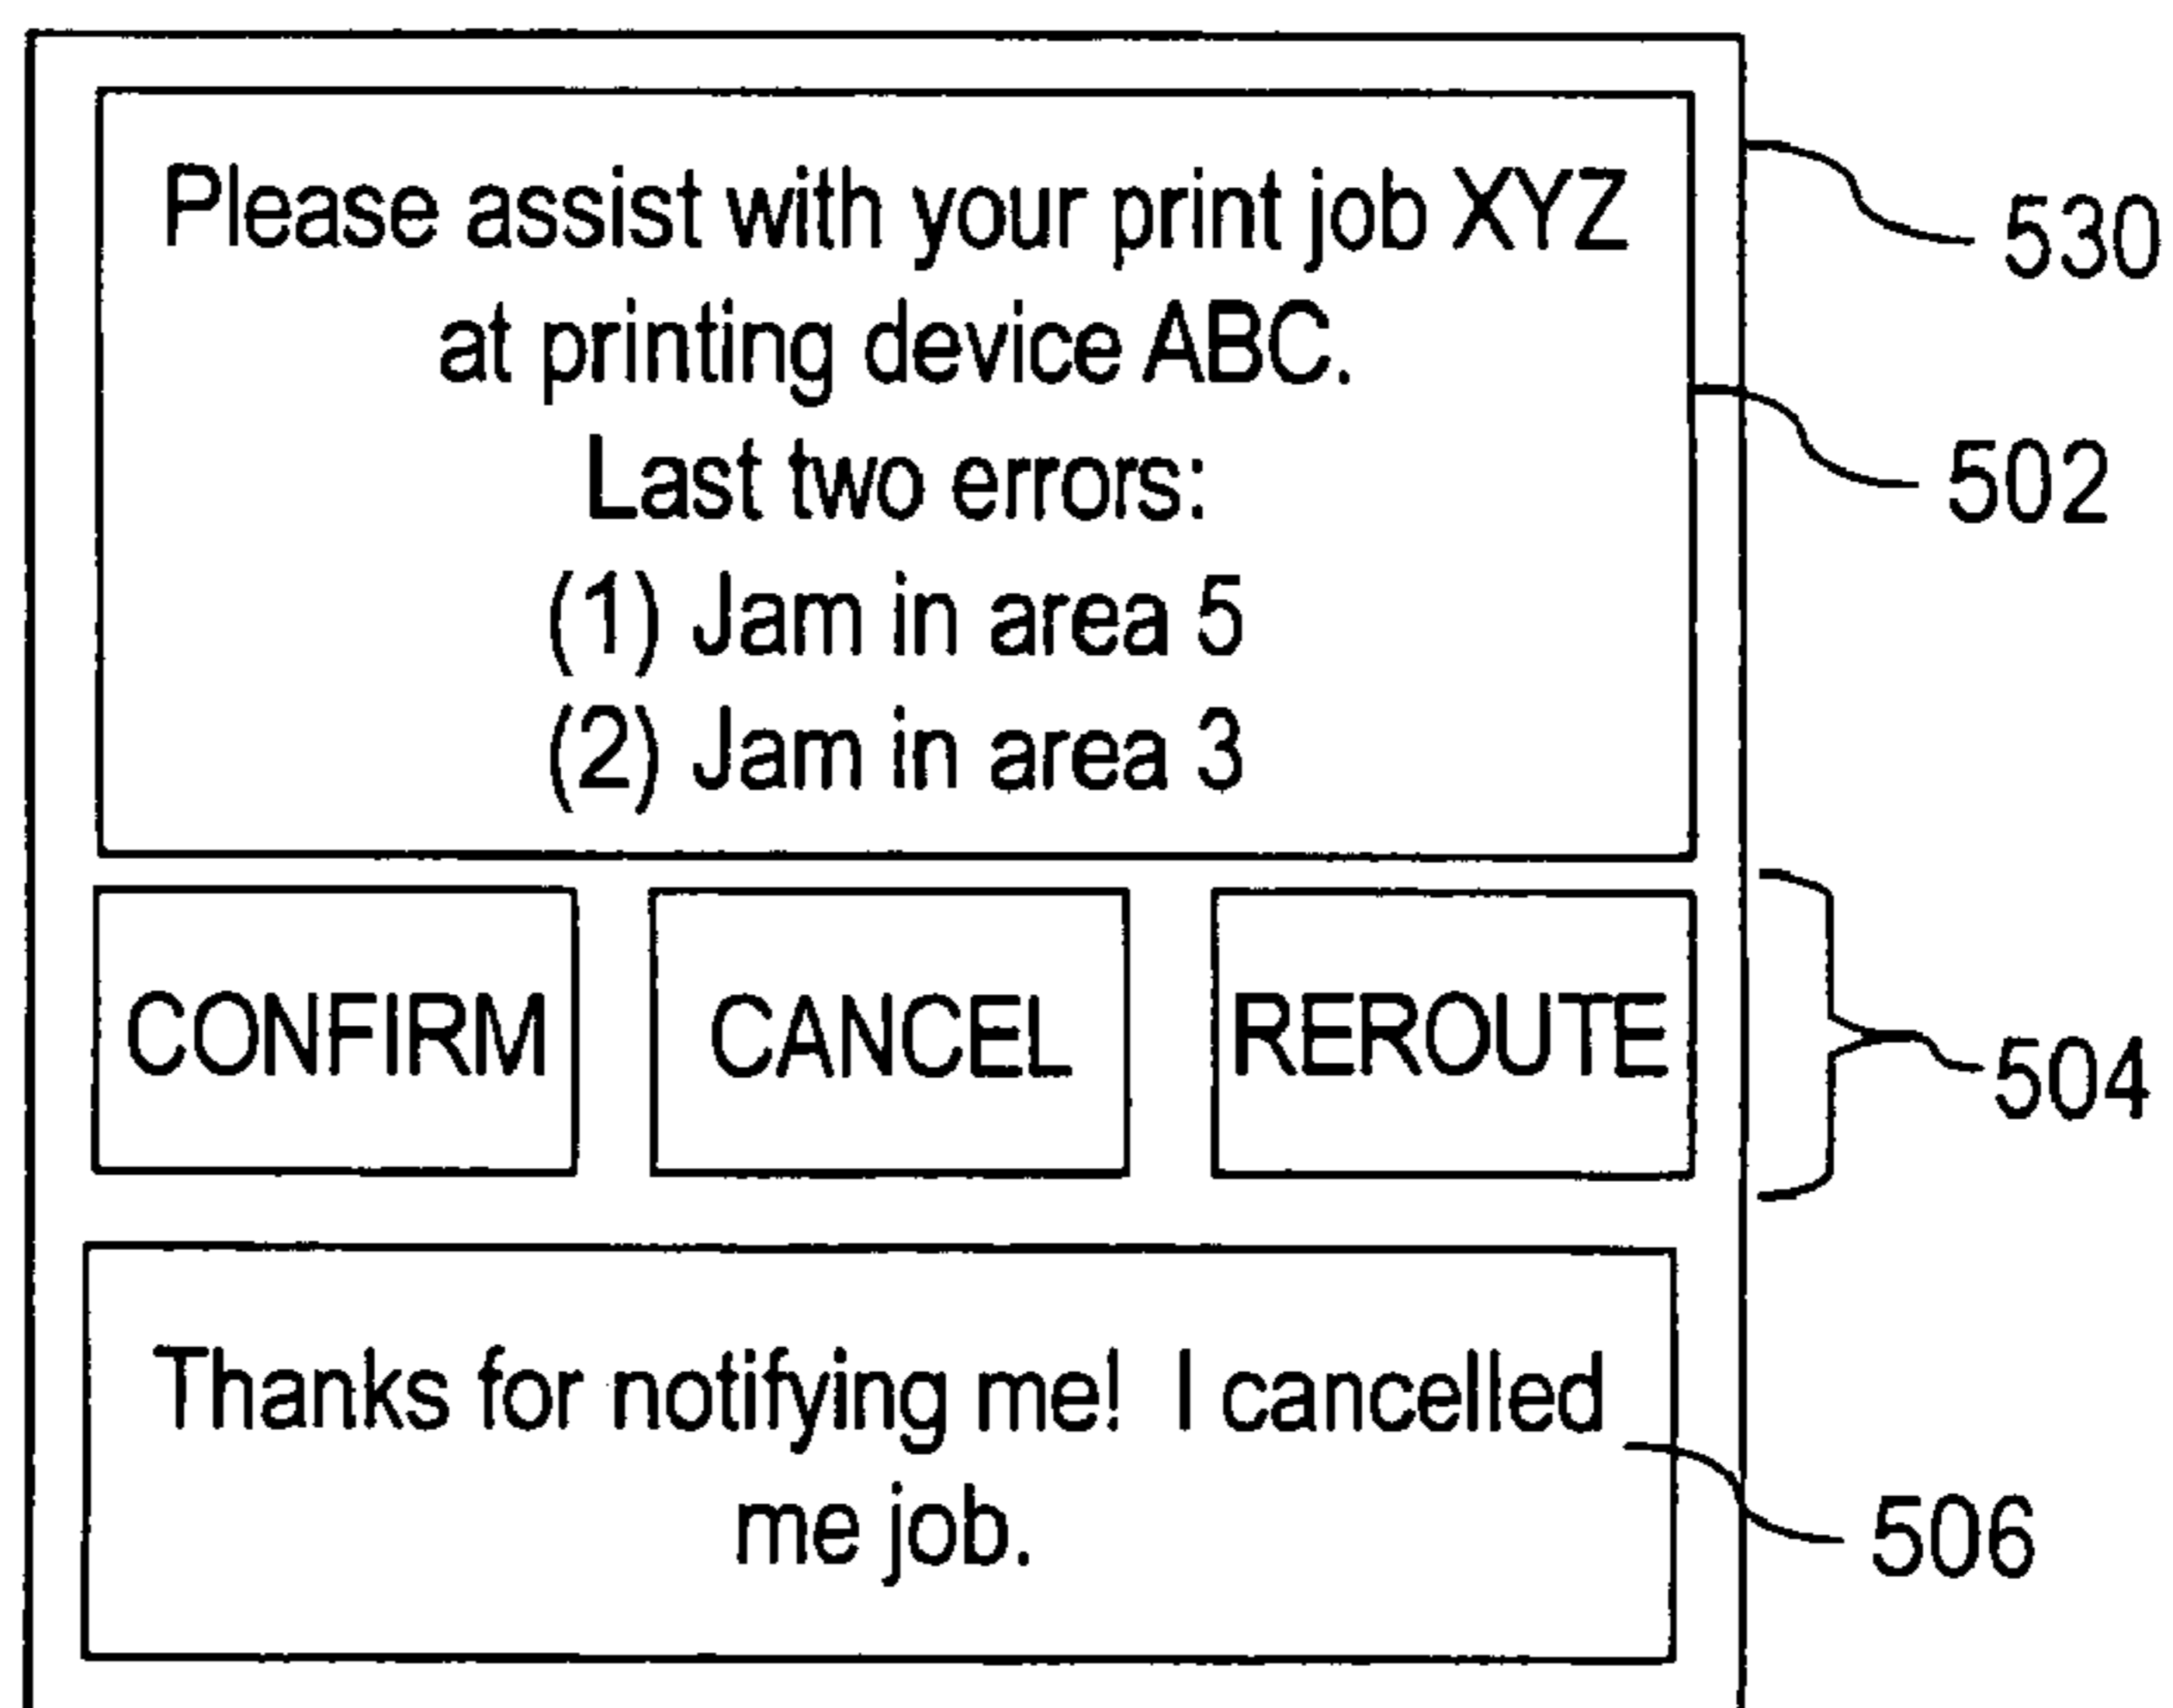 Please assist with your print job XYZ
at printing device ABC.
Last two errors:
(1) Jam in area 5
(2) Jam in area 3
530
502
CONFIRM CANCEL REROUTE
504
Thanks for notifying me! I cancelled
me job.
506